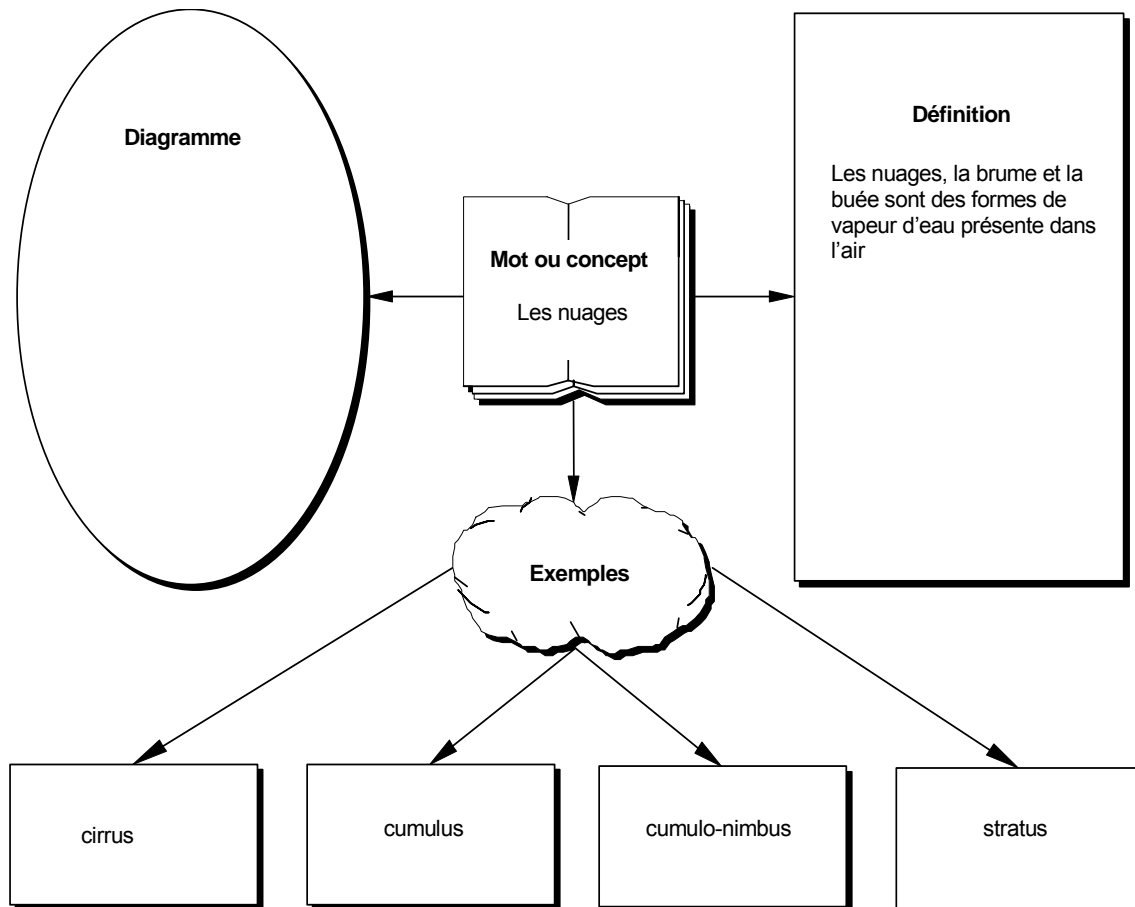 Diagramme
Définition
Les nuages, la brume et la
buée sont des formes de
vapeur d’eau présente dans
l’air
Mot ou concept
Les nuages
Exemples
cirrus
cumulus
cumulo-nimbus
stratus